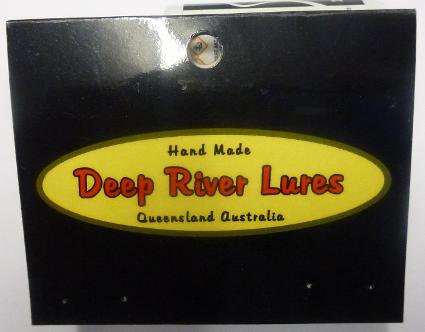 Hand Made
Deep River Lures
Queensland Australia